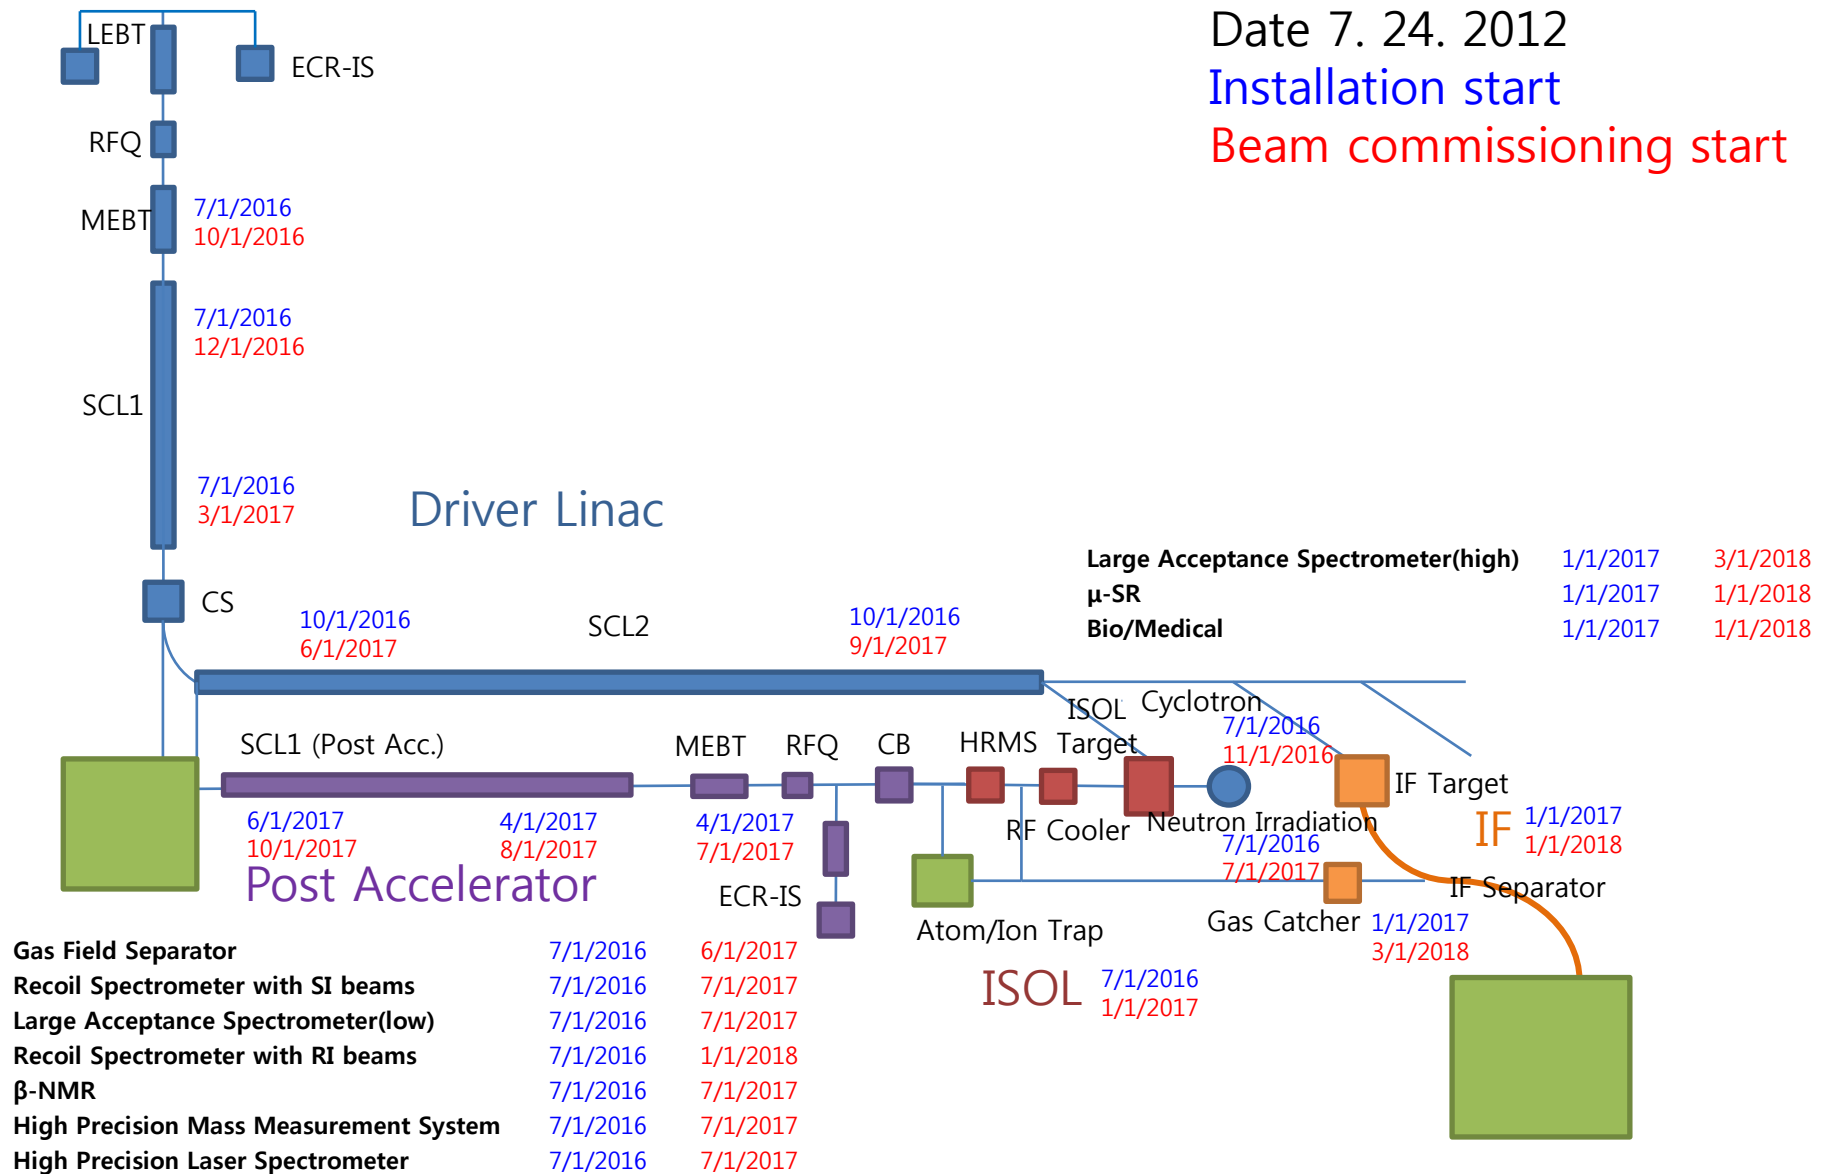 Date 7. 24. 2012
Installation start
Beam commissioning start
LEBT
ECR-IS
RFQ
MEBT
7/1/2016
10/1/2016
7/1/2016
12/1/2016
SCL1
7/1/2016
3/1/2017
Driver Linac
CS
10/1/2016
6/1/2017
SCL2
10/1/2016
9/1/2017
Large Acceptance Spectrometer(high) 1/1/2017 3/1/2018
μ-SR 1/1/2017 1/1/2018
Bio/Medical 1/1/2017 1/1/2018
SCL1 (Post Acc.)
MEBT
RFQ
CB
HRMS
ISOL
Target
Cyclotron
7/1/2016
11/1/2016
IF Target
6/1/2017
10/1/2017
4/1/2017
8/1/2017
4/1/2017
7/1/2017
RF Cooler
Neutron Irradiation
7/1/2016
7/1/2017
IF
1/1/2017
1/1/2018
Post Accelerator
ECR-IS
Atom/Ion Trap
Gas Catcher
IF Separator
1/1/2017
3/1/2018
ISOL
7/1/2016
1/1/2017
Gas Field Separator 7/1/2016 6/1/2017
Recoil Spectrometer with SI beams 7/1/2016 7/1/2017
Large Acceptance Spectrometer(low) 7/1/2016 7/1/2017
Recoil Spectrometer with RI beams 7/1/2016 1/1/2018
β-NMR 7/1/2016 7/1/2017
High Precision Mass Measurement System 7/1/2016 7/1/2017
High Precision Laser Spectrometer 7/1/2016 7/1/2017